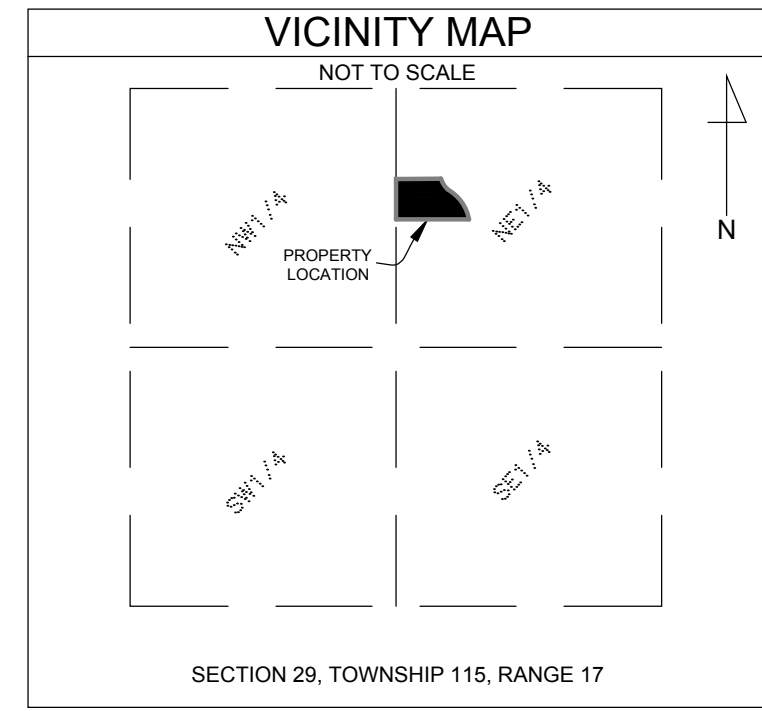 VICINITY MAP
NOT TO SCALE
NW1/4
NE1/4
PROPERTY
LOCATION
N
SW1/4
SE1/4
SECTION 29, TOWNSHIP 115, RANGE 17